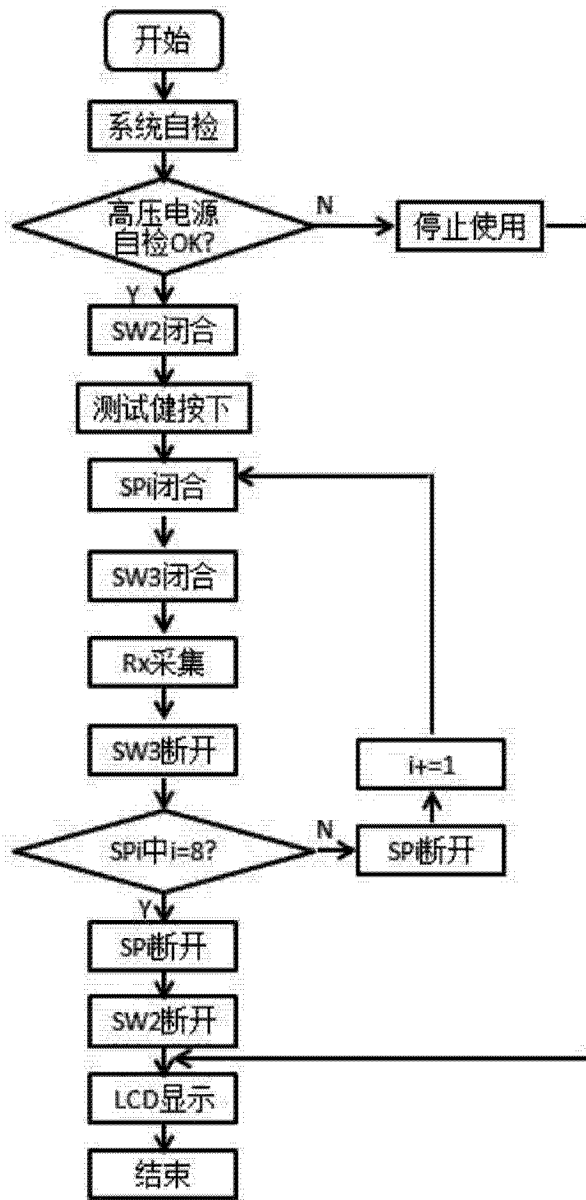 开始
系统自检
高压电源
自检OK?
N
停止使用
Y
SW2闭合
测试健按下
SPi闭合
SW3闭合
Rx采集
SW3断开
i+=1
SPi中i=8?
N
SPi断开
Y
SPi断开
SW2断开
LCD显示
结束